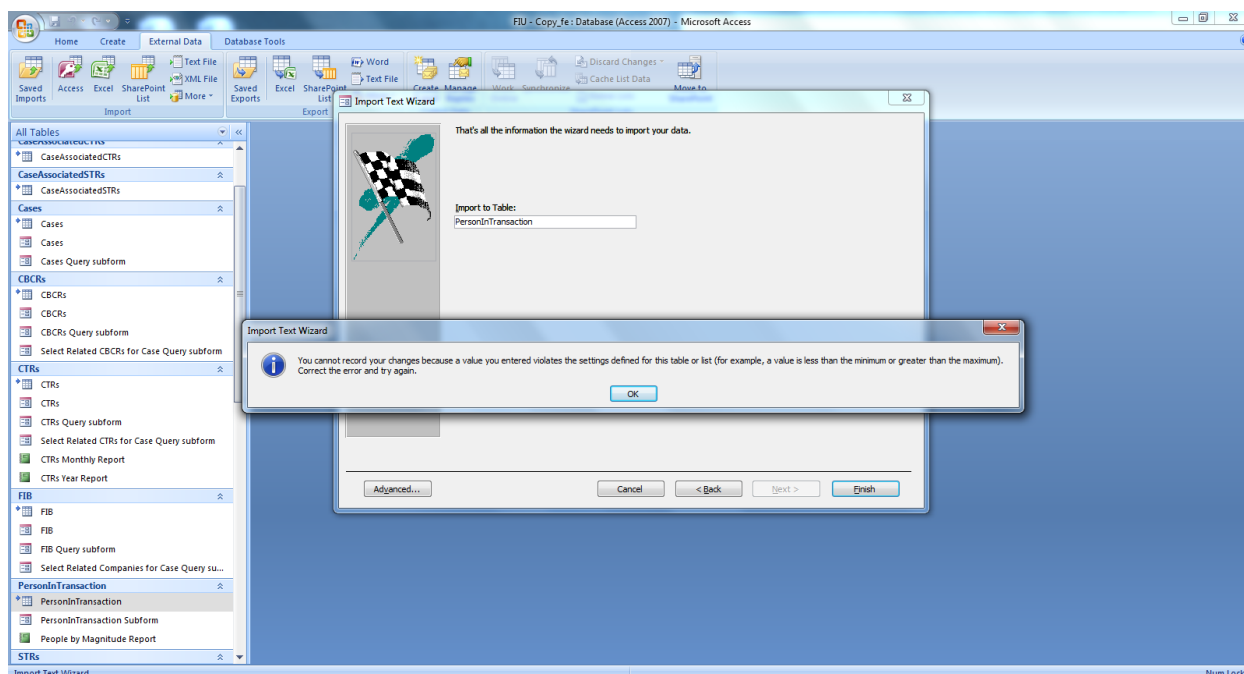 FIU - Copy_fe : Database (Access 2007) - Microsoft Access
Home Create External Data Database Tools
Saved Imports
Access
Excel
SharePoint List
Text File
XML File
More
Import
Saved Exports
Excel
SharePoint List
Word
Text File
Export
Create Manage
Work Synchronize
Discard Changes
Cache List Data
Move to
Import Text Wizard
That's all the information the wizard needs to import your data.
Import to Table:
PersonInTransaction
All Tables
CaseAssociatedCTRs
CaseAssociatedCTRs
CaseAssociatedSTRs
CaseAssociatedSTRs
Cases
Cases
Cases
Cases Query subform
CBCRs
CBCRs
CBCRs
CBCRs Query subform
Select Related CBCRs for Case Query subform
CTRs
CTRs
CTRs
CTRs Query subform
Select Related CTRs for Case Query subform
CTRs Monthly Report
CTRs Year Report
FIB
FIB
FIB
FIB Query subform
Select Related Companies for Case Query su...
PersonInTransaction
PersonInTransaction
PersonInTransaction Subform
People by Magnitude Report
STRs
Import Text Wizard
You cannot record your changes because a value you entered violates the settings defined for this table or list (for example, a value is less than the minimum or greater than the maximum).
Correct the error and try again.
OK
Advanced...
Cancel
< Back
Next >
Finish
Import Text Wizard
Num Lock